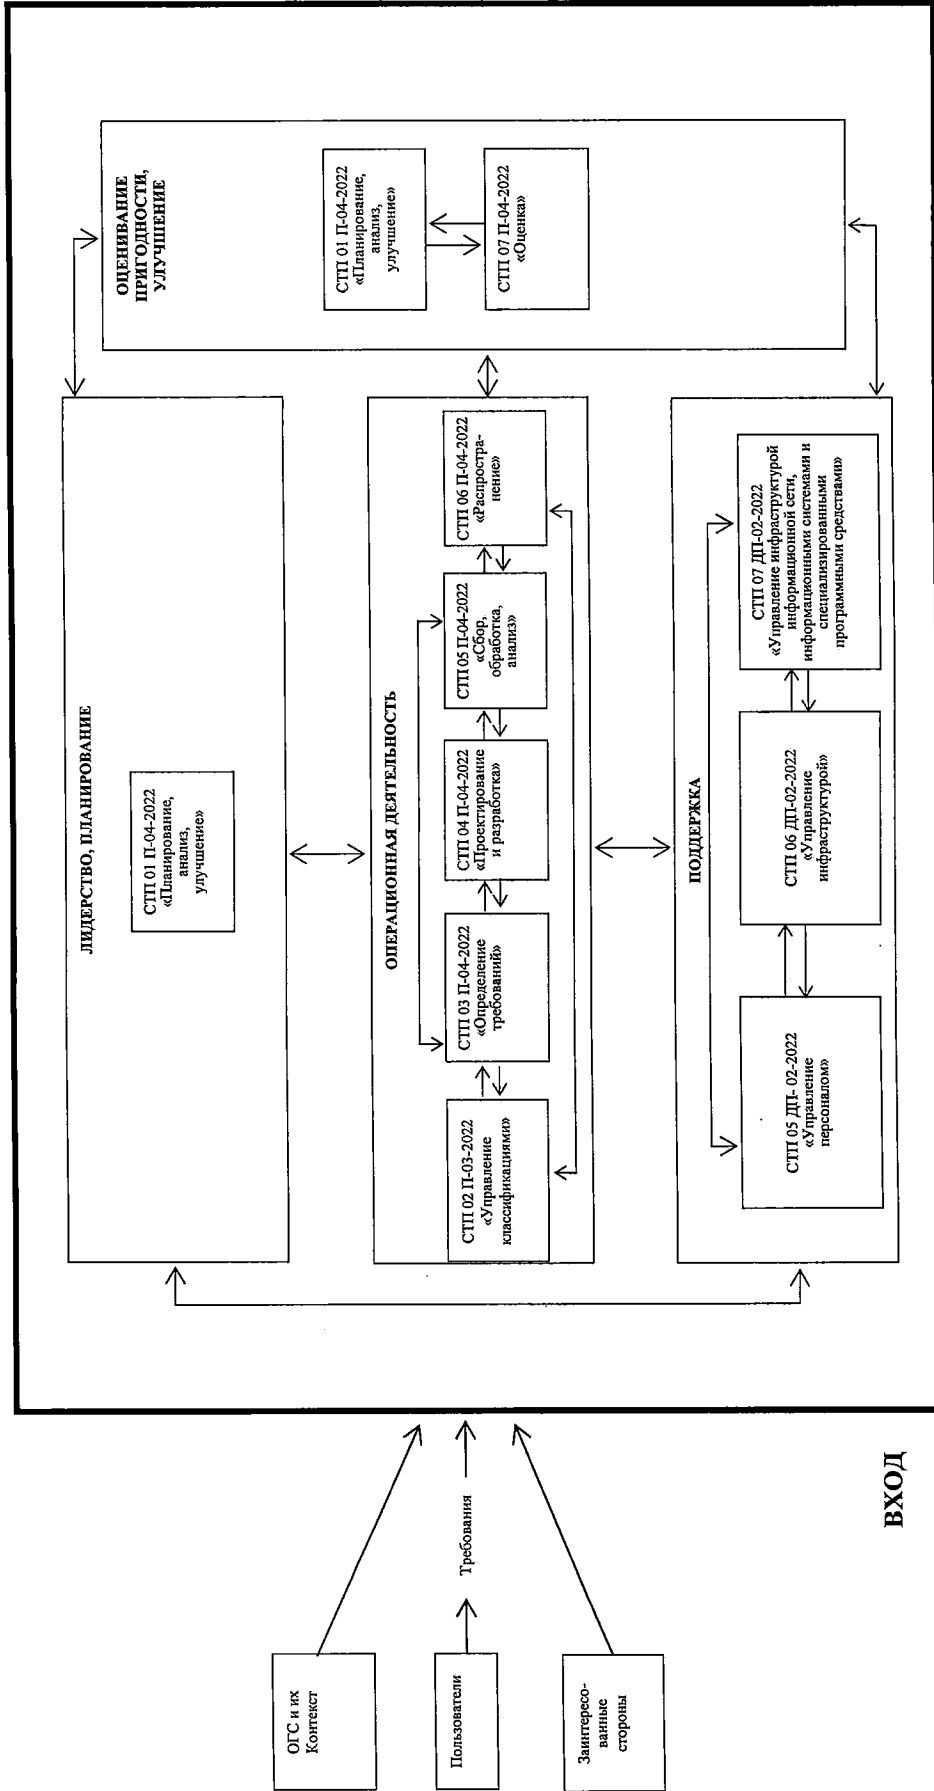 ОГС и их
Контекст
Пользователи
Заинтересо-
ванные
стороны
Требования
ВХОД
ЛИДЕРСТВО, ПЛАНИРОВАНИЕ
СТП 01 П-04-2022
«Планирование,
анализ,
улучшение»
ОПЕРАЦИОННАЯ ДЕЯТЕЛЬНОСТЬ
СТП 02 П-03-2022
«Управление
классификациями»
СТП 03 П-04-2022
«Определение
требований»
СТП 04 П-04-2022
«Проектирование
и разработка»
СТП 05 П-04-2022
«Сбор,
обработка,
анализ»
СТП 06 П-04-2022
«Распростра-
нение»
ПОДДЕРЖКА
СТП 05 ДП- 02-2022
«Управление
персоналом»
СТП 06 ДП-02-2022
«Управление
инфраструктурой»
СТП 07 ДП-02-2022
«Управление инфраструктурой
информационной сети,
информационными системами и
специализированными
программными средствами»
ОЦЕНИВАНИЕ
ПРИГОДНОСТИ,
УЛУЧШЕНИЕ
СТП 01 П-04-2022
«Планирование,
анализ,
улучшение»
СТП 07 П-04-2022
«Оценка»